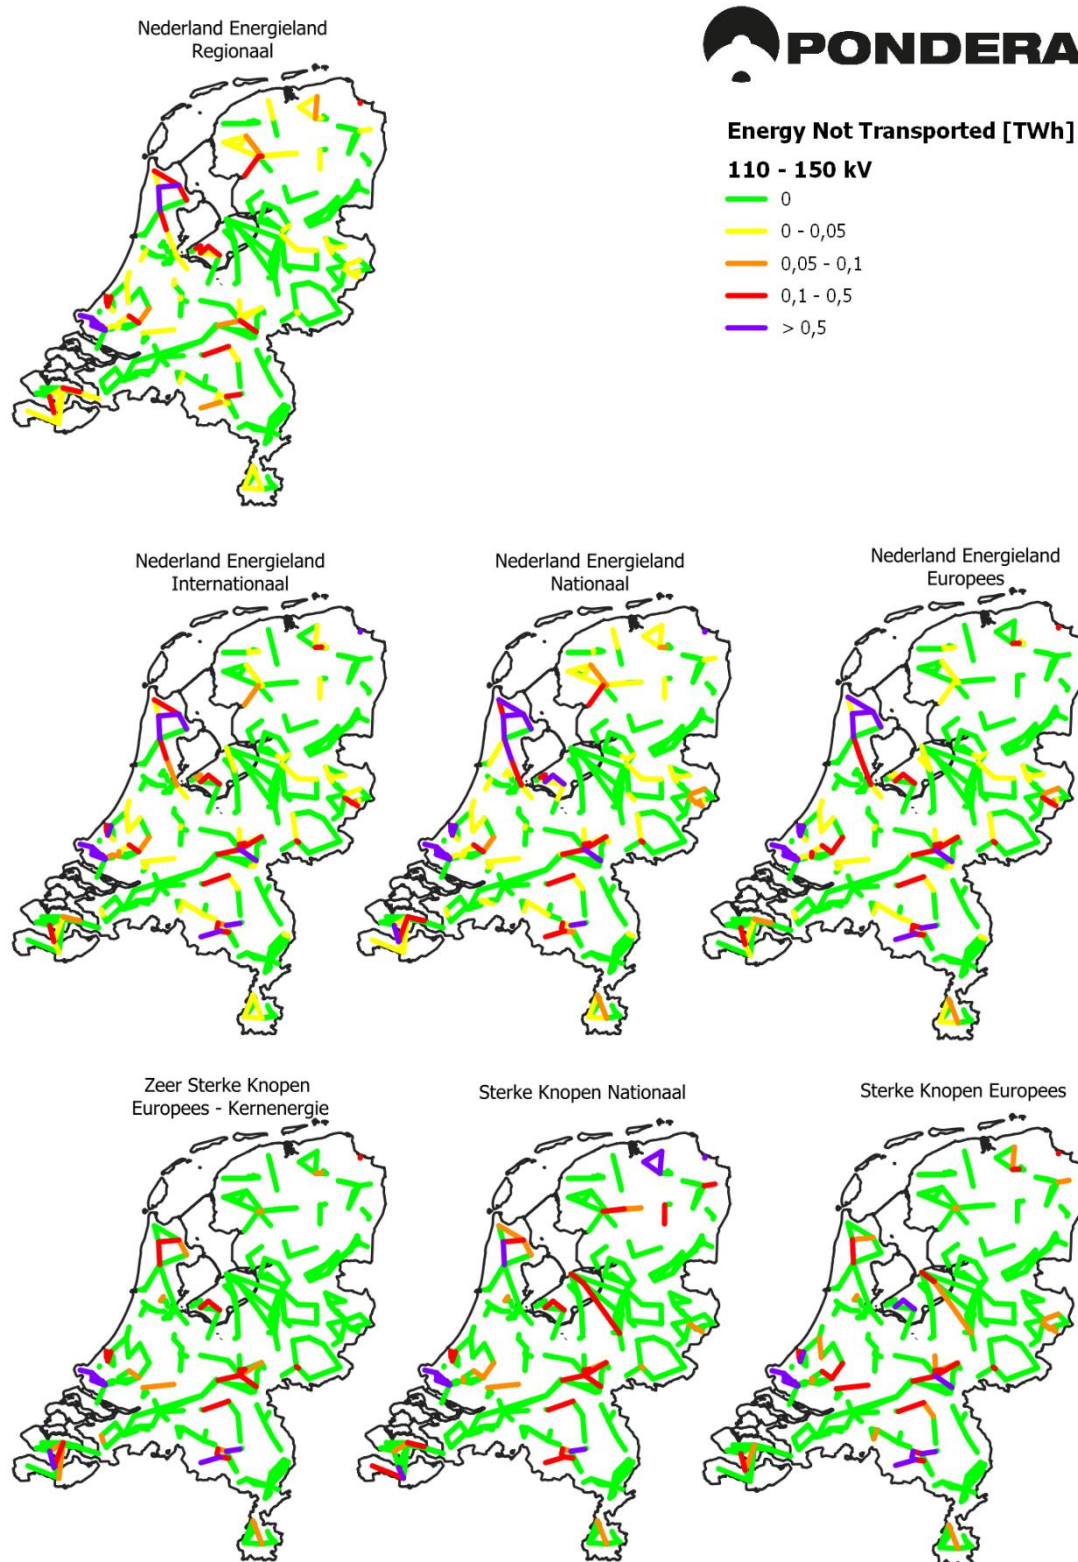 Nederland Energieland
Regionaal
PONDERA
Energy Not Transported [TWh]
110 - 150 kV
0
0 - 0,05
0,05 - 0,1
0,1 - 0,5
> 0,5
Nederland Energieland
Internationaal
Nederland Energieland
Nationaal
Nederland Energieland
Europees
Zeer Sterke Knopen
Europees - Kernenergie
Sterke Knopen Nationaal
Sterke Knopen Europees